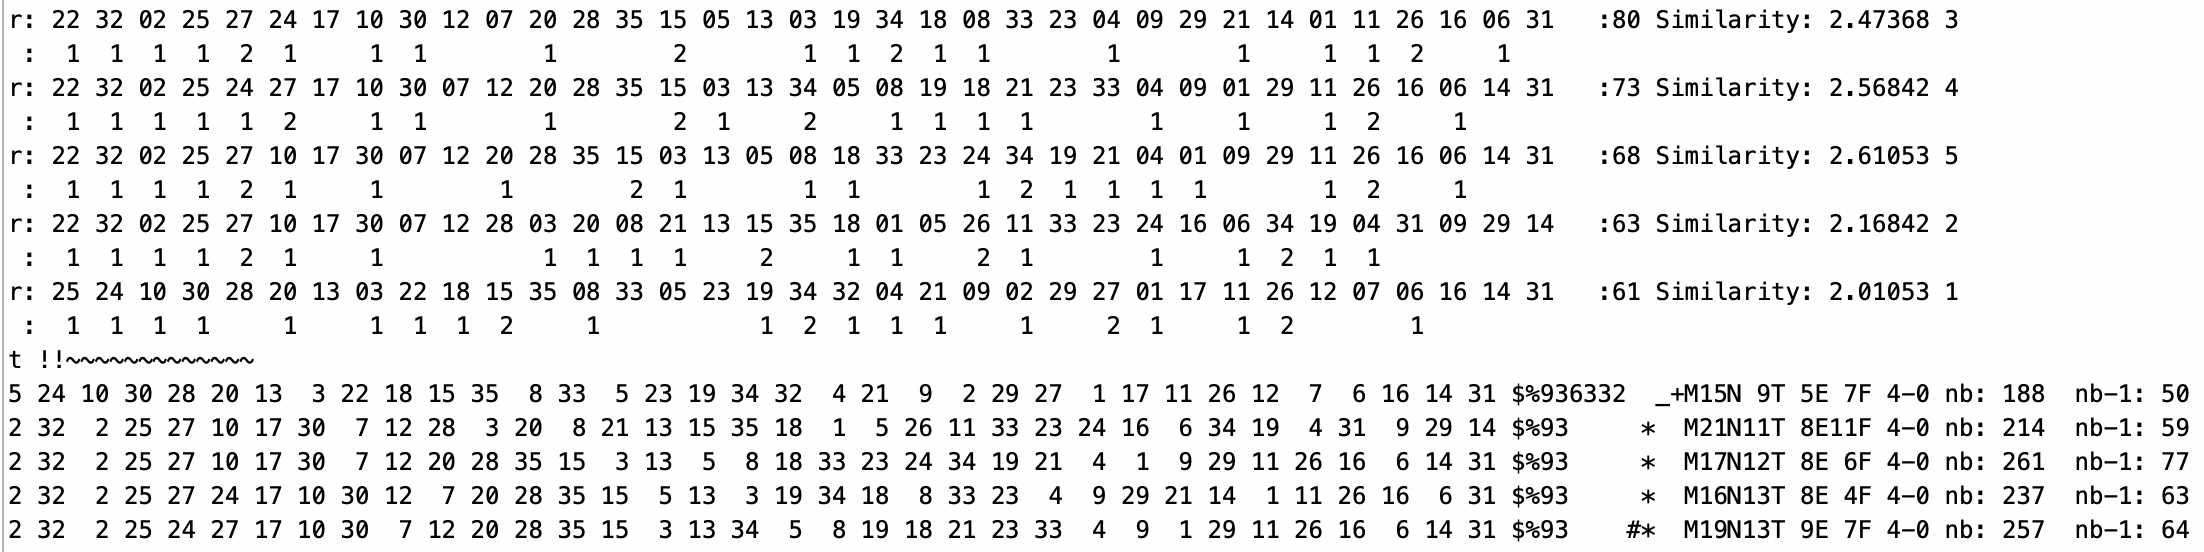 r: 22 32 02 25 27 24 17 10 30 12 07 20 28 35 15 05 13 03 19 34 18 08 33 23 04 09 29 21 14 01 11 26 16 06 31   :80 Similarity: 2.47368 3
 :  1  1  1  1  2  1     1  1        1        2        1  1  2  1  1        1        1     1  1  2     1
r: 22 32 02 25 24 27 17 10 30 07 12 20 28 35 15 03 13 34 05 08 19 18 21 23 33 04 09 01 29 11 26 16 06 14 31   :73 Similarity: 2.56842 4
 :  1  1  1  1  1  2     1  1        1        2  1     2     1  1  1  1        1     1     1  2     1
r: 22 32 02 25 27 10 17 30 07 12 20 28 35 15 03 13 05 08 18 33 23 24 34 19 21 04 01 09 29 11 26 16 06 14 31   :68 Similarity: 2.61053 5
 :  1  1  1  1  2  1     1        1        2  1        1  1        1  2  1  1  1  1        1  2     1
r: 22 32 02 25 27 10 17 30 07 12 28 03 20 08 21 13 15 35 18 01 05 26 11 33 23 24 16 06 34 19 04 31 09 29 14   :63 Similarity: 2.16842 2
 :  1  1  1  1  2  1     1           1  1  1  1     2     1  1     2  1        1     1  2  1  1
r: 25 24 10 30 28 20 13 03 22 18 15 35 08 33 05 23 19 34 32 04 21 09 02 29 27 01 17 11 26 12 07 06 16 14 31   :61 Similarity: 2.01053 1
 :  1  1  1  1     1     1  1  1  2     1           1  2  1  1  1     1     2  1     1  2        1
t !!~~~~~~~~~~~~~
5 24 10 30 28 20 13  3 22 18 15 35  8 33  5 23 19 34 32  4 21  9  2 29 27  1 17 11 26 12  7  6 16 14 31 $%936332  _+M15N 9T 5E 7F 4-0 nb: 188  nb-1: 50
2 32  2 25 27 10 17 30  7 12 28  3 20  8 21 13 15 35 18  1  5 26 11 33 23 24 16  6 34 19  4 31  9 29 14 $%93     *  M21N11T 8E11F 4-0 nb: 214  nb-1: 59
2 32  2 25 27 10 17 30  7 12 20 28 35 15  3 13  5  8 18 33 23 24 34 19 21  4  1  9 29 11 26 16  6 14 31 $%93     *  M17N12T 8E 6F 4-0 nb: 261  nb-1: 77
2 32  2 25 27 24 17 10 30 12  7 20 28 35 15  5 13  3 19 34 18  8 33 23  4  9 29 21 14  1 11 26 16  6 31 $%93     *  M16N13T 8E 4F 4-0 nb: 237  nb-1: 63
2 32  2 25 24 27 17 10 30  7 12 20 28 35 15  3 13 34  5  8 19 18 21 23 33  4  9  1 29 11 26 16  6 14 31 $%93    #*  M19N13T 9E 7F 4-0 nb: 257  nb-1: 64